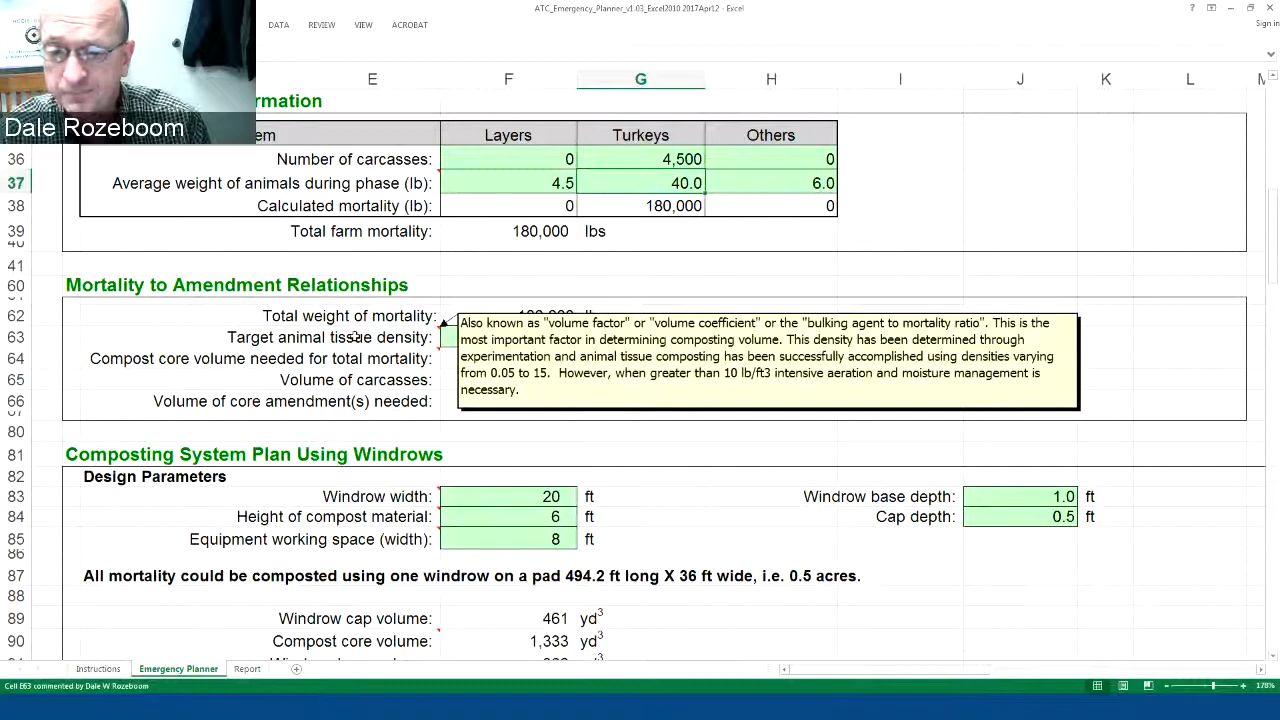 ATC_Emergency_Planner_v1.03_Excel2010 2017Apr12 - Excel
DATA REVIEW VIEW ACROBAT
Sign in
Dale Rozeboom
E F G H I J K L M
rmation
em Layers Turkeys Others
36 Number of carcasses: 0 4,500 0
37 Average weight of animals during phase (lb): 4.5 40.0 6.0
38 Calculated mortality (lb): 0 180,000 0
39 Total farm mortality: 180,000 lbs
40
41
60 Mortality to Amendment Relationships
62 Total weight of mortality:
63 Target animal tissue density:
64 Compost core volume needed for total mortality:
65 Volume of carcasses:
66 Volume of core amendment(s) needed:
Also known as "volume factor" or "volume coefficient" or the "bulking agent to mortality ratio". This is the
most important factor in determining composting volume. This density has been determined through
experimentation and animal tissue composting has been successfully accomplished using densities varying
from 0.05 to 15. However, when greater than 10 lb/ft3 intensive aeration and moisture management is
necessary.
80
81 Composting System Plan Using Windrows
82 Design Parameters
83 Windrow width: 20 ft Windrow base depth: 1.0 ft
84 Height of compost material: 6 ft Cap depth: 0.5 ft
85 Equipment working space (width): 8 ft
86
87 All mortality could be composted using one windrow on a pad 494.2 ft long X 36 ft wide, i.e. 0.5 acres.
88
89 Windrow cap volume: 461 yd3
90 Compost core volume: 1,333 yd3
Instructions Emergency Planner Report
Cell E63 commented by Dale W Rozeboom
178%